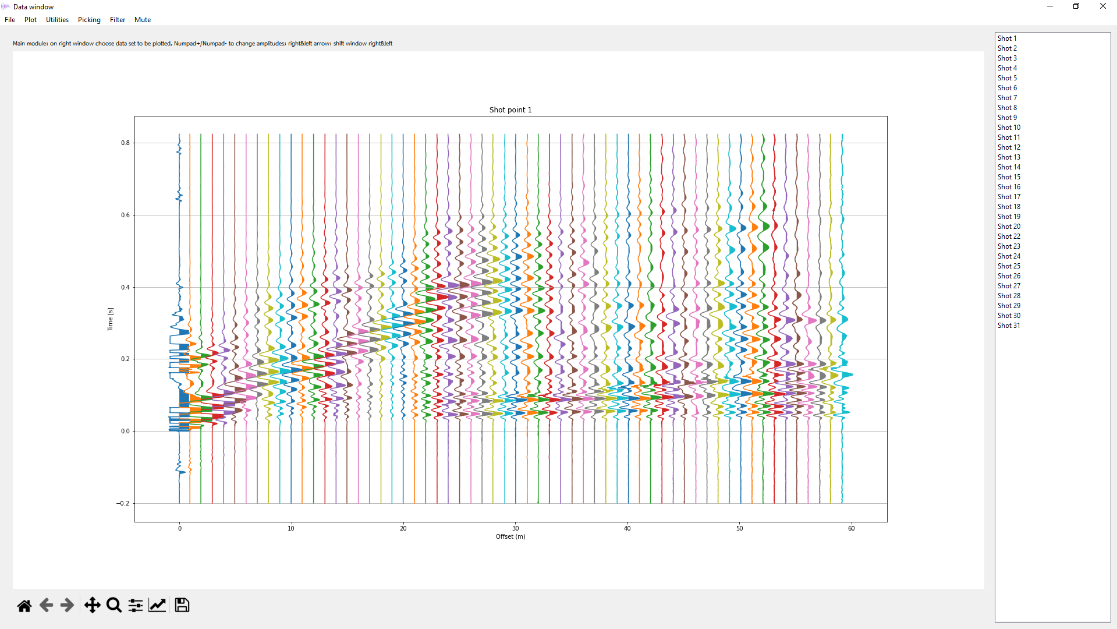 Data window
File Plot Utilities Picking Filter Mute
Main module: on right window choose data set to be plotted, Numpad+/Numpad- to change amplitudes; right&left arrow: shift window right&left
Shot point 1
0.8
0.6
0.4
0.2
0.0
−0.2
Time [s]
0 10 20 30 40 50 60
Offset (m)
Shot 1
Shot 2
Shot 3
Shot 4
Shot 5
Shot 6
Shot 7
Shot 8
Shot 9
Shot 10
Shot 11
Shot 12
Shot 13
Shot 14
Shot 15
Shot 16
Shot 17
Shot 18
Shot 19
Shot 20
Shot 22
Shot 23
Shot 24
Shot 25
Shot 26
Shot 27
Shot 28
Shot 29
Shot 30
Shot 31